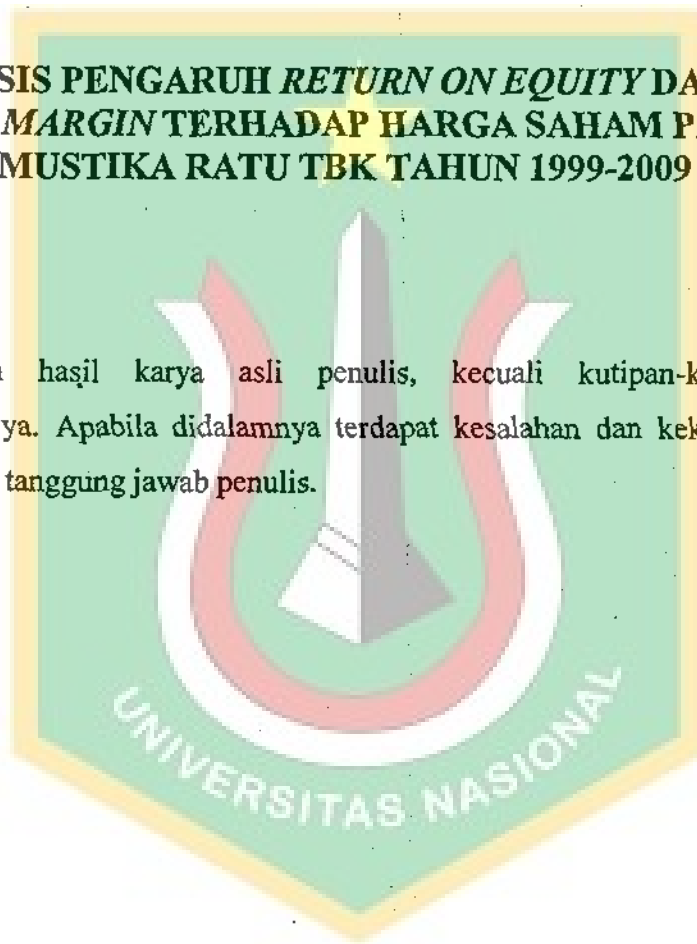 SIS PENGARUH RETURN ON EQUITY DA
MARGIN TERHADAP HARGA SAHAM P
MUSTIKA RATU TBK TAHUN 1999-2009
hasil karya asli penulis, kecuali kutipan-k
ya. Apabila didalamnya terdapat kesalahan dan kek
tanggung jawab penulis.
UNIVERSITAS NASIONAL